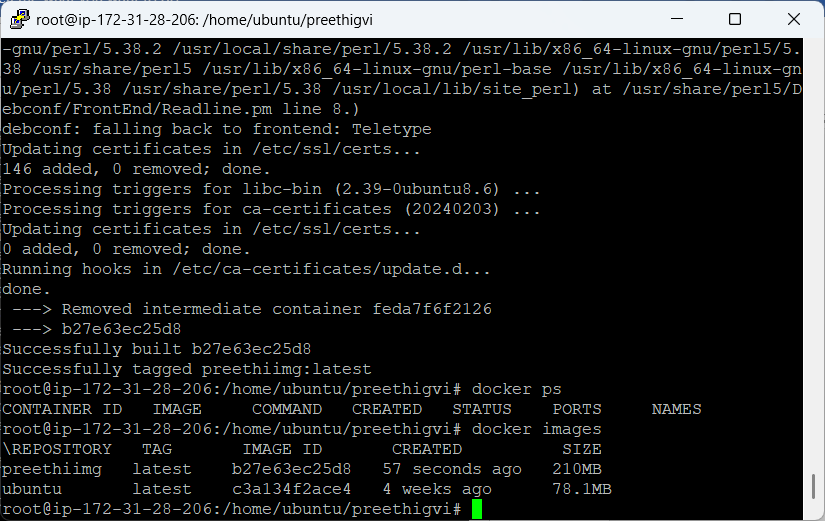 root@ip-172-31-28-206: /home/ubuntu/preethigvi
-gnu/perl/5.38.2 /usr/local/share/perl/5.38.2 /usr/lib/x86_64-linux-gnu/perl5/5.
38 /usr/share/perl5 /usr/lib/x86_64-linux-gnu/perl-base /usr/lib/x86_64-linux-gn
u/perl/5.38 /usr/share/perl/5.38 /usr/local/lib/site_perl) at /usr/share/perl5/D
ebconf/FrontEnd/Readline.pm line 8.)
debconf: falling back to frontend: Teletype
Updating certificates in /etc/ssl/certs...
146 added, 0 removed; done.
Processing triggers for libc-bin (2.39-0ubuntu8.6) ...
Processing triggers for ca-certificates (20240203) ...
Updating certificates in /etc/ssl/certs...
0 added, 0 removed; done.
Running hooks in /etc/ca-certificates/update.d...
done.
 ---> Removed intermediate container feda7f6f2126
 ---> b27e63ec25d8
Successfully built b27e63ec25d8
Successfully tagged preethiimg:latest
root@ip-172-31-28-206:/home/ubuntu/preethigvi# docker ps
CONTAINER ID   IMAGE     COMMAND   CREATED   STATUS    PORTS     NAMES
root@ip-172-31-28-206:/home/ubuntu/preethigvi# docker images
\REPOSITORY   TAG       IMAGE ID       CREATED          SIZE
preethiimg   latest    b27e63ec25d8   57 seconds ago   210MB
ubuntu       latest    c3a134f2ace4   4 weeks ago      78.1MB
root@ip-172-31-28-206:/home/ubuntu/preethigvi#